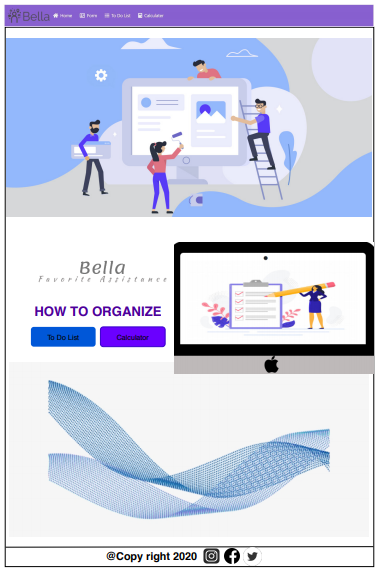 Bella Home Form To Do List Calculator
Bella
Favorite Assistance
HOW TO ORGANIZE
To Do List Calculator
@Copy right 2020